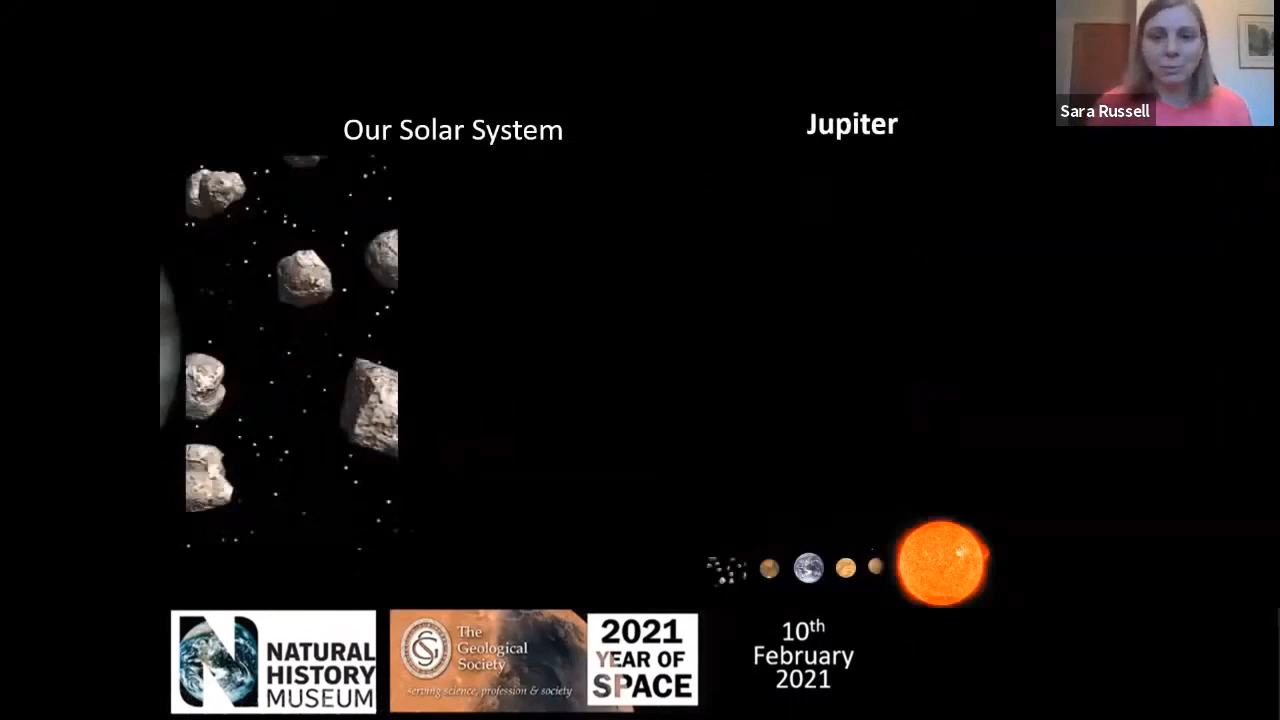 Our Solar System
Jupiter
Sara Russell
NATURAL
HISTORY
MUSEUM
The
Geological
Society
serving science, profession & society
2021
YEAR OF
SPACE
10th
February
2021